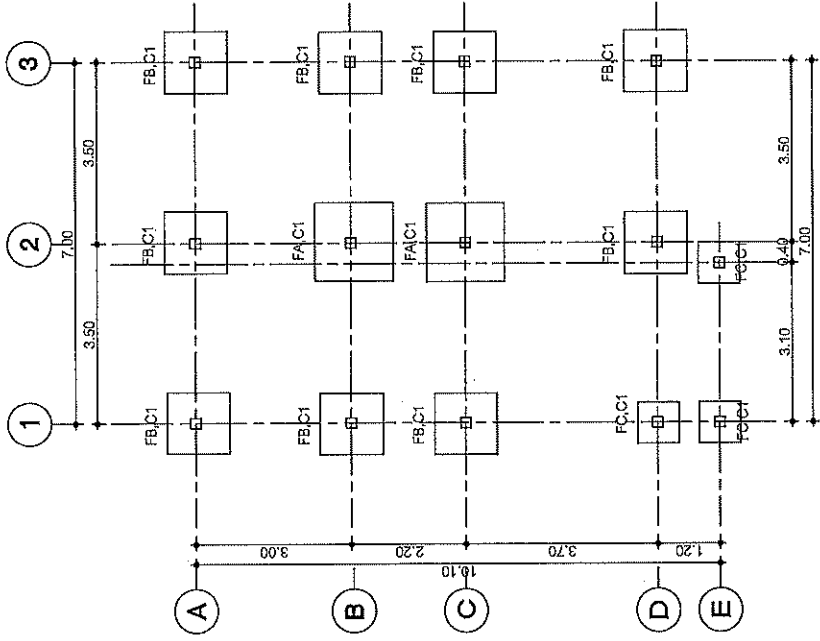 1
2
3
7.00
3.50
3.50
A
FB,C1
FB,C1
FB,C1
3.00
B
FB,C1
FA,C1
FB,C1
2.20
C
FB,C1
FA,C1
FB,C1
3.70
10.10
D
FC,C1
FB,C1
FB,C1
1.20
E
FC,C1
FC,C1
3.10
0.40
3.50
7.00